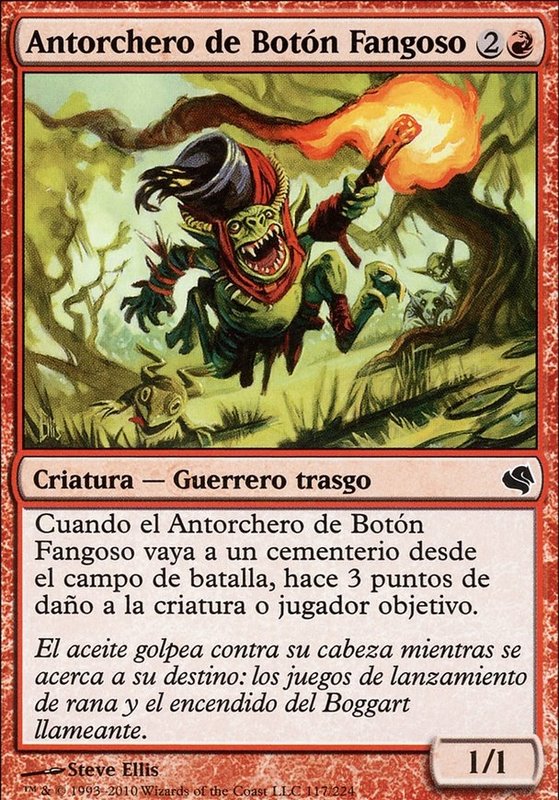 Antorchero de Botón Fangoso 2
Ellis
Criatura — Guerrero trasgo
Cuando el Antorchero de Botón
Fangoso vaya a un cementerio desde
el campo de batalla, hace 3 puntos de
daño a la criatura o jugador objetivo.
El aceite golpea contra su cabeza mientras se
acerca a su destino: los juegos de lanzamiento
de rana y el encendido del Boggart
llameante.
Steve Ellis
1/1
™ & © 1993-2010 Wizards of the Coast LLC 117/224